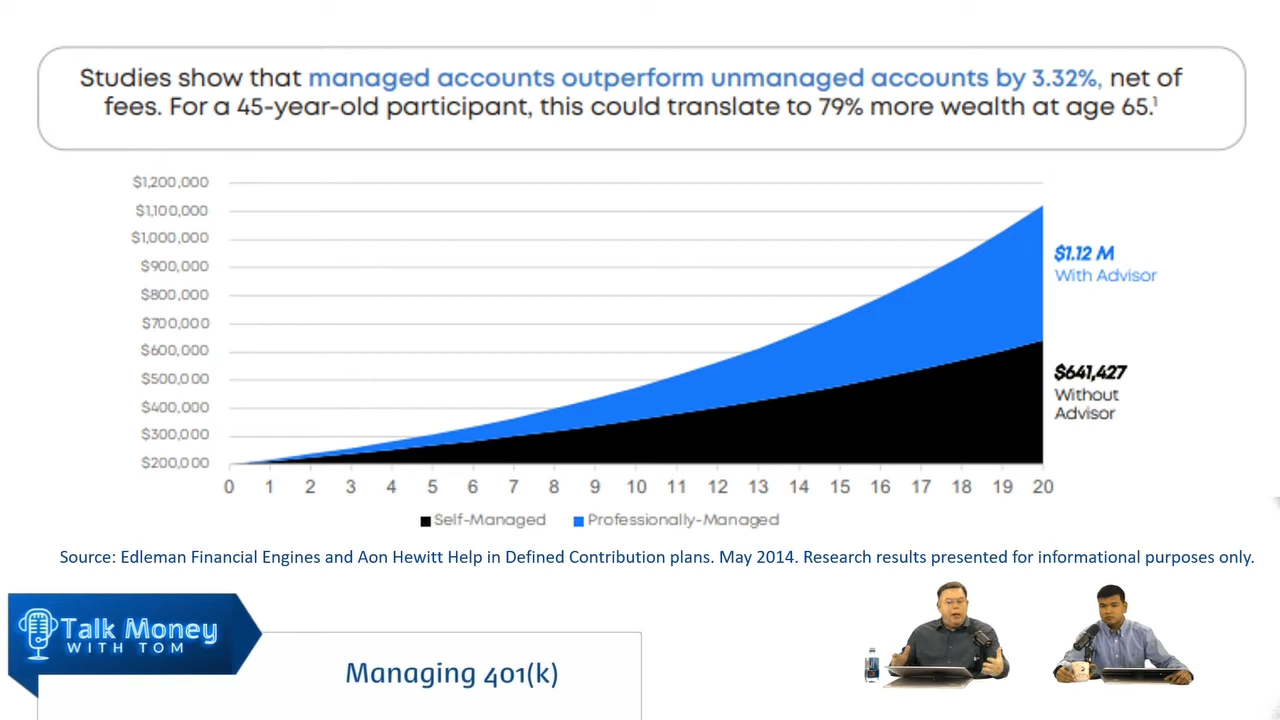 Studies show that managed accounts outperform unmanaged accounts by 3.32%, net of
fees. For a 45-year-old participant, this could translate to 79% more wealth at age 65.¹
$1,200,000
$1,100,000
$1,000,000
$900,000
$800,000
$700,000
$600,000
$500,000
$400,000
$300,000
$200,000
0 1 2 3 4 5 6 7 8 9 10 11 12 13 14 15 16 17 18 19 20
$1.12 M
With Advisor
$641,427
Without
Advisor
Self-Managed Professionally-Managed
Source: Edleman Financial Engines and Aon Hewitt Help in Defined Contribution plans. May 2014. Research results presented for informational purposes only.
Talk Money
WITH TOM
Managing 401(k)